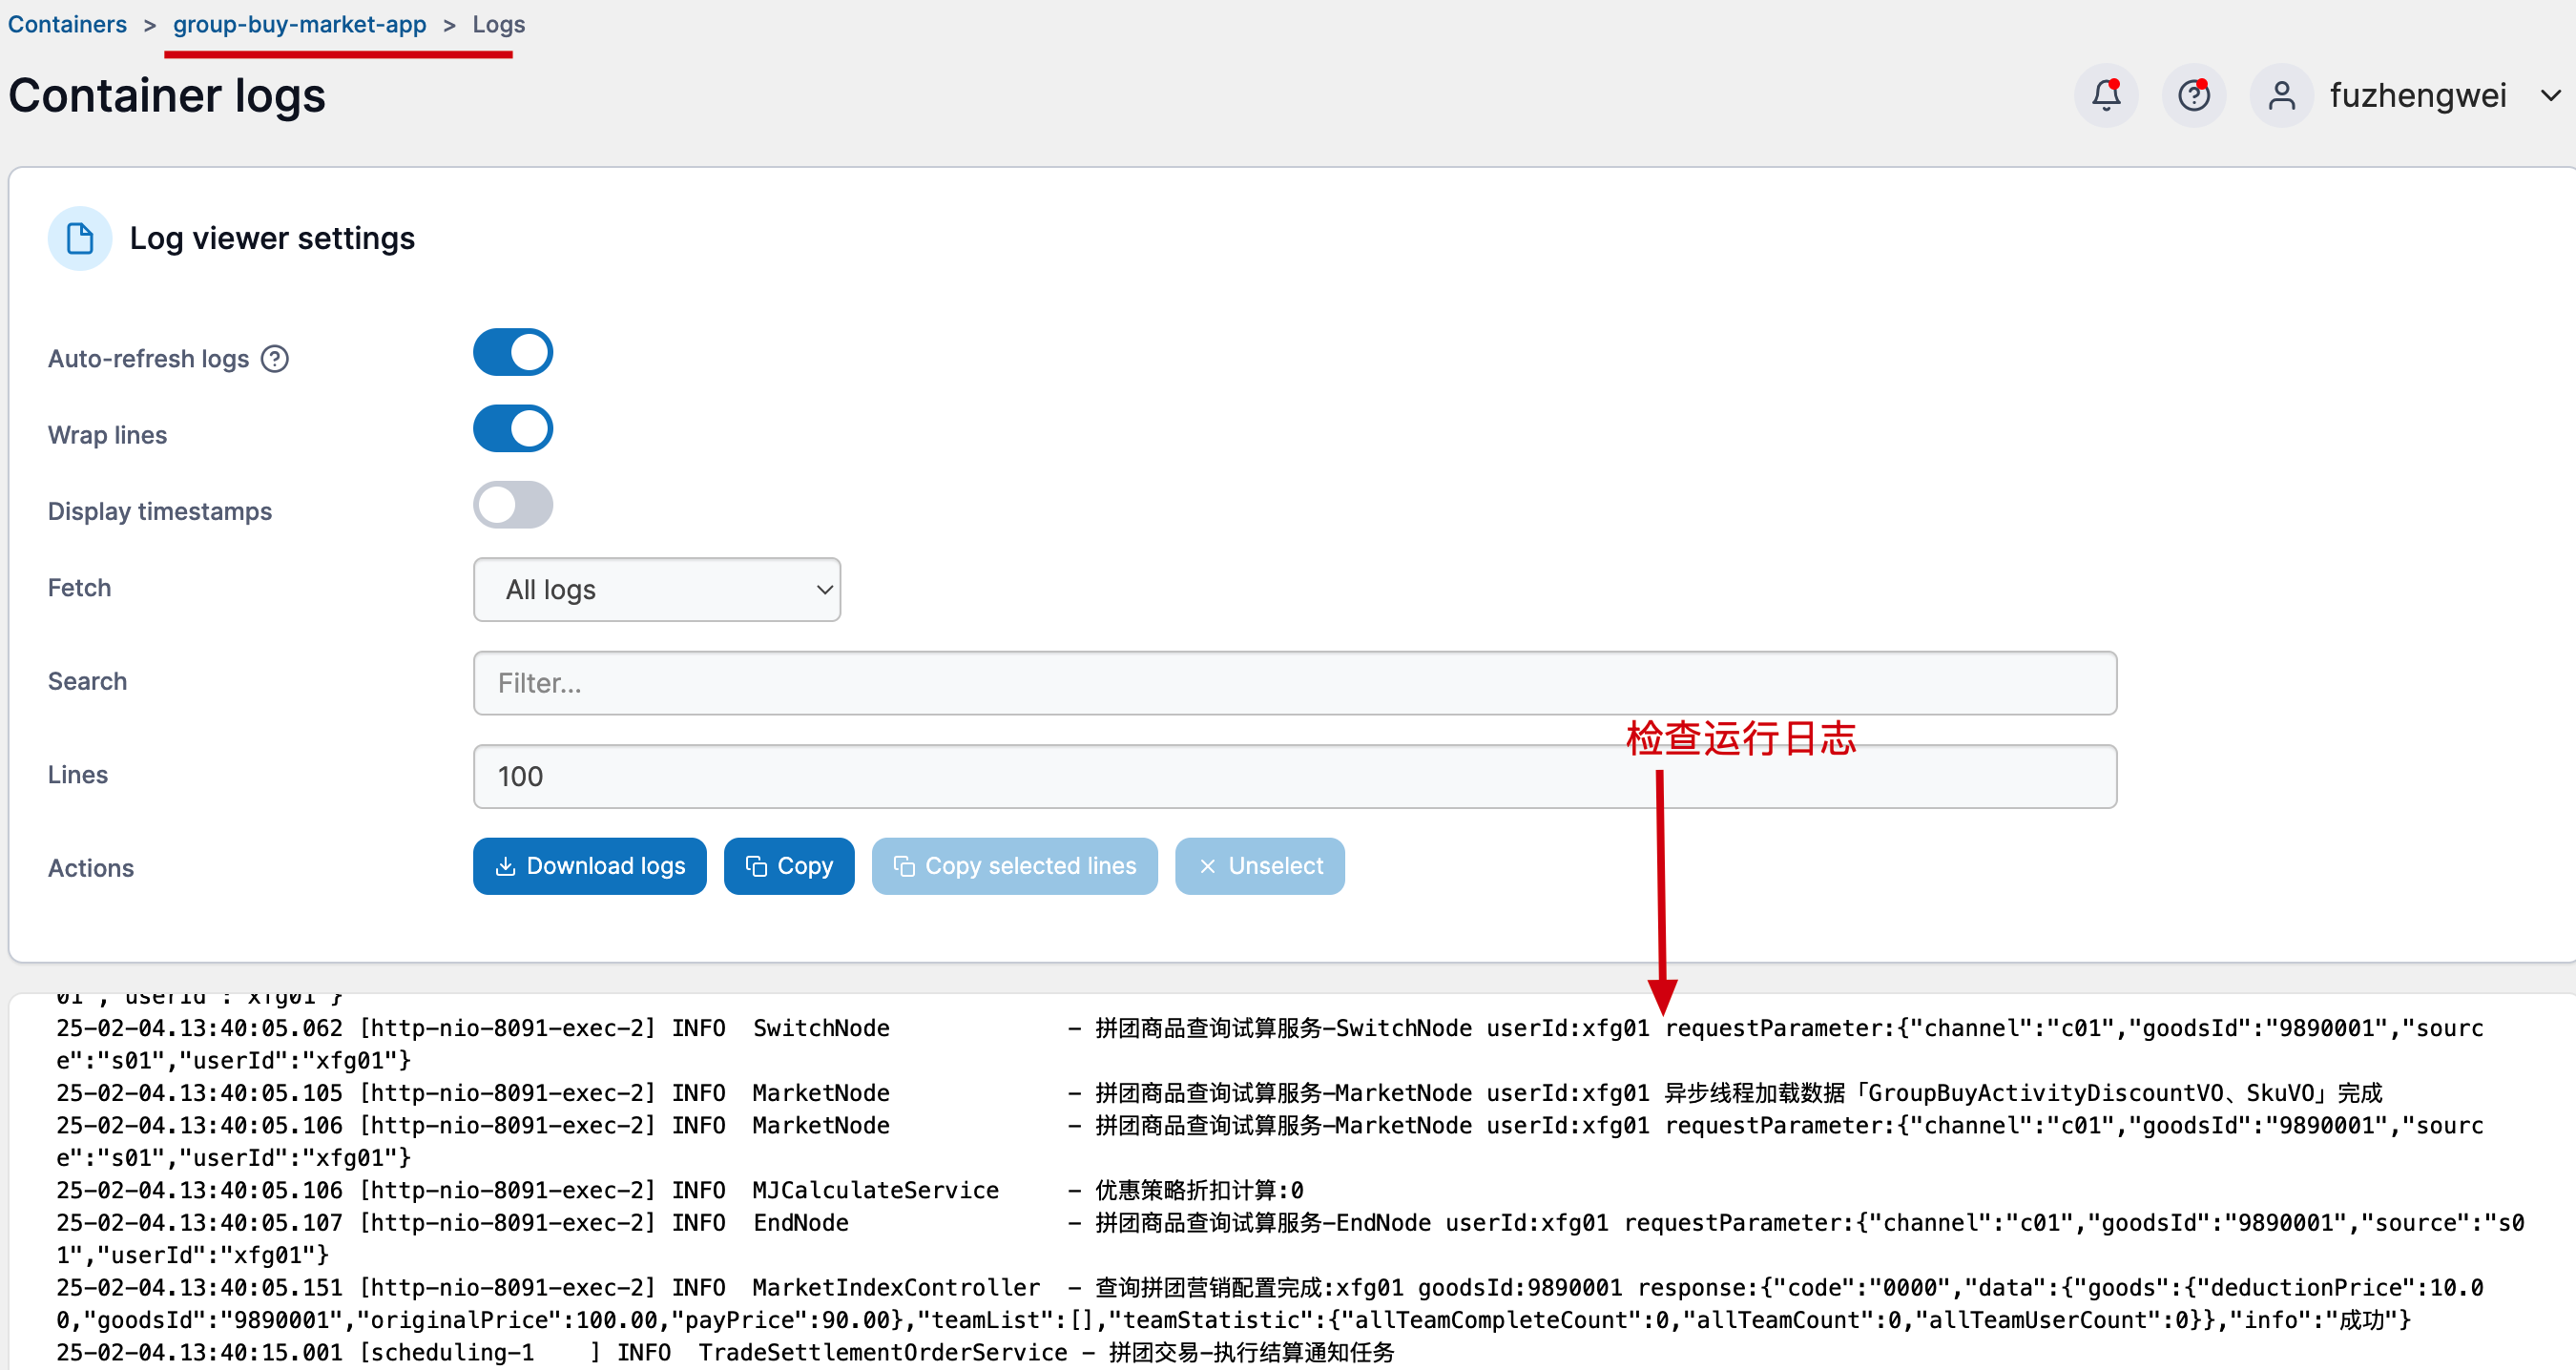 Containers > group-buy-market-app > Logs
Container logs
fuzhengwei
Log viewer settings
Auto-refresh logs
Wrap lines
Display timestamps
Fetch
All logs
Search
Filter...
检查运行日志
Lines
100
Actions
Download logs
Copy
Copy selected lines
Unselect
01","userId":"xfg01"}
25-02-04.13:40:05.062 [http-nio-8091-exec-2] INFO  SwitchNode             - 拼团商品查询试算服务-SwitchNode userId:xfg01 requestParameter:{"channel":"c01","goodsId":"9890001","sourc
e":"s01","userId":"xfg01"}
25-02-04.13:40:05.105 [http-nio-8091-exec-2] INFO  MarketNode             - 拼团商品查询试算服务-MarketNode userId:xfg01 异步线程加载数据「GroupBuyActivityDiscountVO、SkuVO」完成
25-02-04.13:40:05.106 [http-nio-8091-exec-2] INFO  MarketNode             - 拼团商品查询试算服务-MarketNode userId:xfg01 requestParameter:{"channel":"c01","goodsId":"9890001","sourc
e":"s01","userId":"xfg01"}
25-02-04.13:40:05.106 [http-nio-8091-exec-2] INFO  MJCalculateService     - 优惠策略折扣计算:0
25-02-04.13:40:05.107 [http-nio-8091-exec-2] INFO  EndNode                - 拼团商品查询试算服务-EndNode userId:xfg01 requestParameter:{"channel":"c01","goodsId":"9890001","source":"s0
1","userId":"xfg01"}
25-02-04.13:40:05.151 [http-nio-8091-exec-2] INFO  MarketIndexController  - 查询拼团营销配置完成:xfg01 goodsId:9890001 response:{"code":"0000","data":{"goods":{"deductionPrice":10.0
0,"goodsId":"9890001","originalPrice":100.00,"payPrice":90.00},"teamList":[],"teamStatistic":{"allTeamCompleteCount":0,"allTeamCount":0,"allTeamUserCount":0}},"info":"成功"}
25-02-04.13:40:15.001 [scheduling-1    ] INFO  TradeSettlementOrderService - 拼团交易-执行结算通知任务